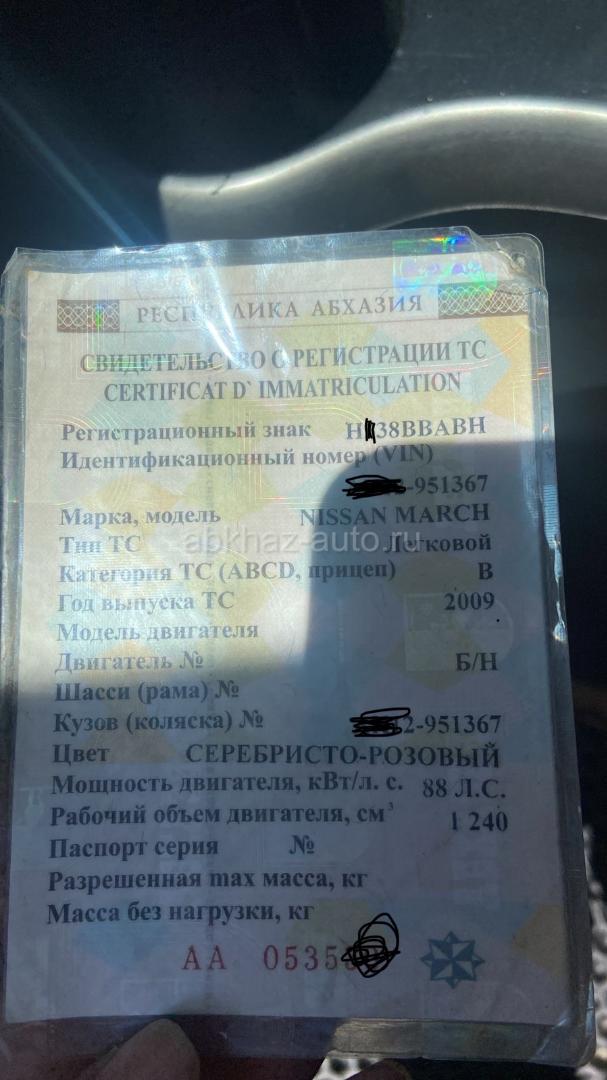 РЕСПУБЛИКА АБХАЗИЯ
СВИДЕТЕЛЬСТВО О РЕГИСТРАЦИИ ТС
CERTIFICAT D` IMMATRICULATION
Регистрационный знак Н 38ВВАВН
Идентификационный номер (VIN)
-951367
Марка, модель NISSAN MARCH
abkhaz-auto.ru
Тип ТС Легковой
Категория ТС (ABCD, прицеп) В
Год выпуска ТС 2009
Модель двигателя
Двигатель № Б/Н
Шасси (рама) №
Кузов (коляска) № 2-951367
Цвет СЕРЕБРИСТО-РОЗОВЫЙ
Мощность двигателя, кВт/л. с. 88 Л.С.
Рабочий объем двигателя, см³ 1 240
Паспорт серия №
Разрешенная max масса, кг
Масса без нагрузки, кг
АА 0535